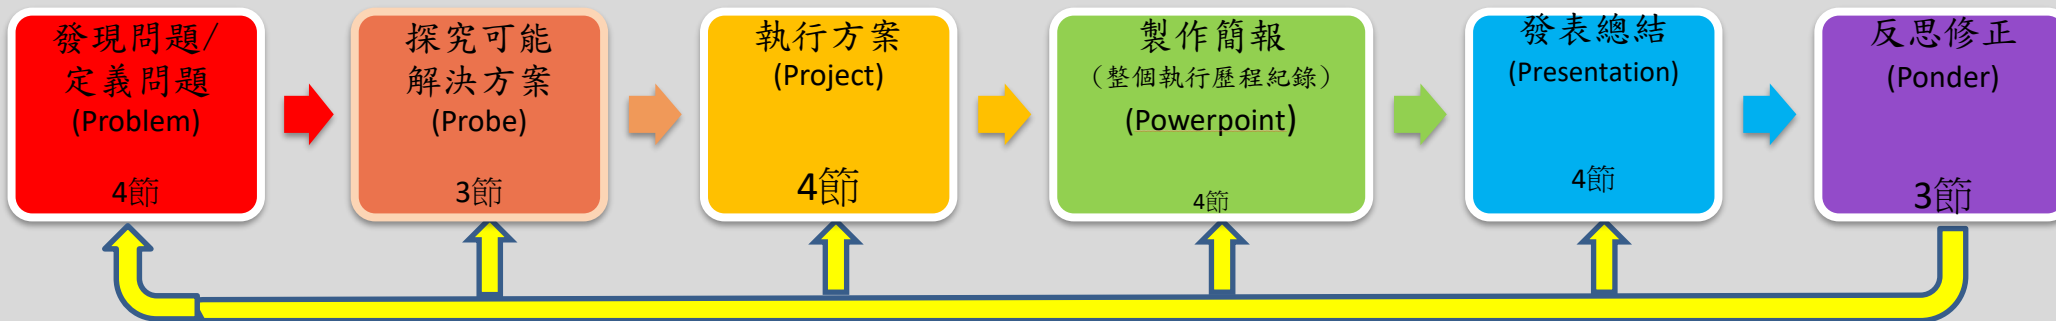 發現問題/
定義問題
(Problem)
4節
探究可能
解決方案
(Probe)
3節
執行方案
(Project)
4節
製作簡報
（整個執行歷程紀錄）
(Powerpoint)
4節
發表總結
(Presentation)
4節
反思修正
(Ponder)
3節